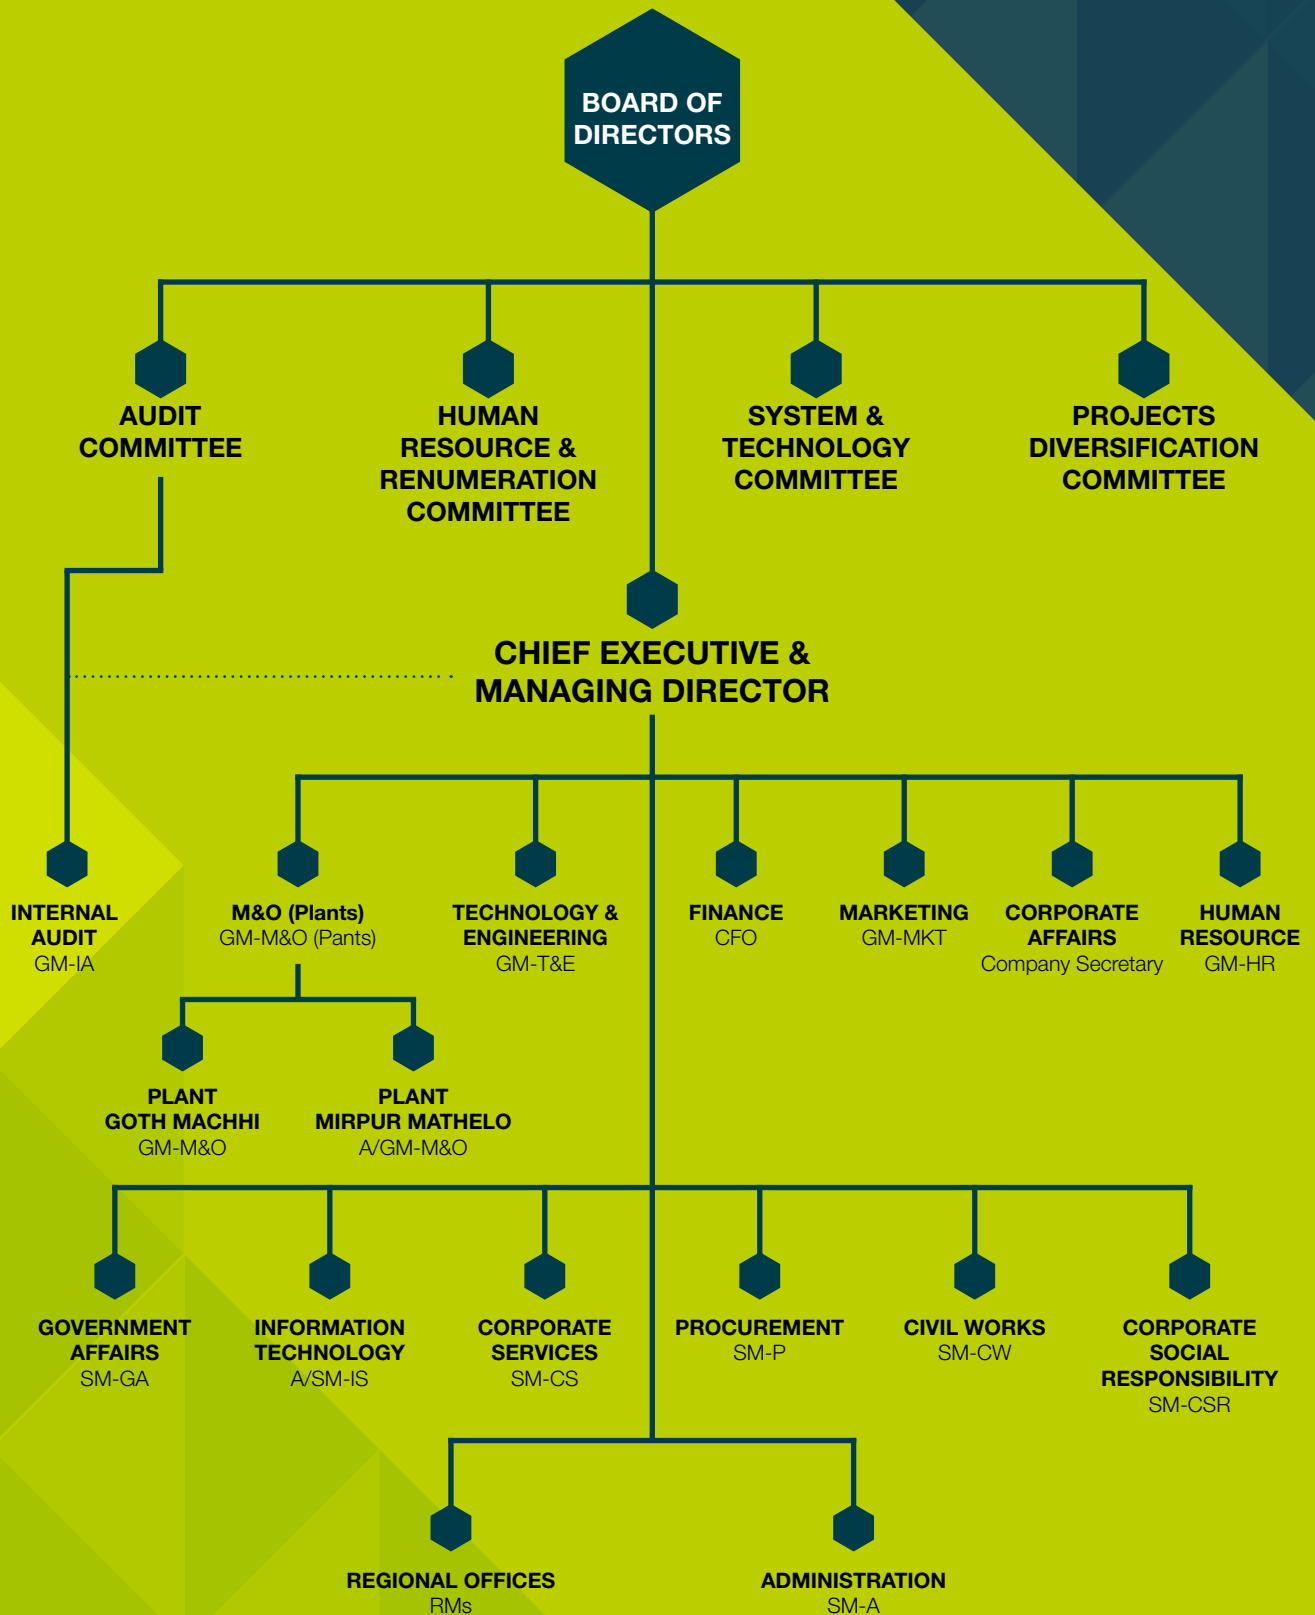 BOARD OF
DIRECTORS
AUDIT
COMMITTEE
HUMAN
RESOURCE &
RENUMERATION
COMMITTEE
SYSTEM &
TECHNOLOGY
COMMITTEE
PROJECTS
DIVERSIFICATION
COMMITTEE
CHIEF EXECUTIVE &
MANAGING DIRECTOR
INTERNAL
AUDIT
GM-IA
M&O (Plants)
GM-M&O (Pants)
TECHNOLOGY &
ENGINEERING
GM-T&E
FINANCE
CFO
MARKETING
GM-MKT
CORPORATE
AFFAIRS
Company Secretary
HUMAN
RESOURCE
GM-HR
PLANT
GOTH MACHHI
GM-M&O
PLANT
MIRPUR MATHELO
A/GM-M&O
GOVERNMENT
AFFAIRS
SM-GA
INFORMATION
TECHNOLOGY
A/SM-IS
CORPORATE
SERVICES
SM-CS
PROCUREMENT
SM-P
CIVIL WORKS
SM-CW
CORPORATE
SOCIAL
RESPONSIBILITY
SM-CSR
REGIONAL OFFICES
RMs
ADMINISTRATION
SM-A